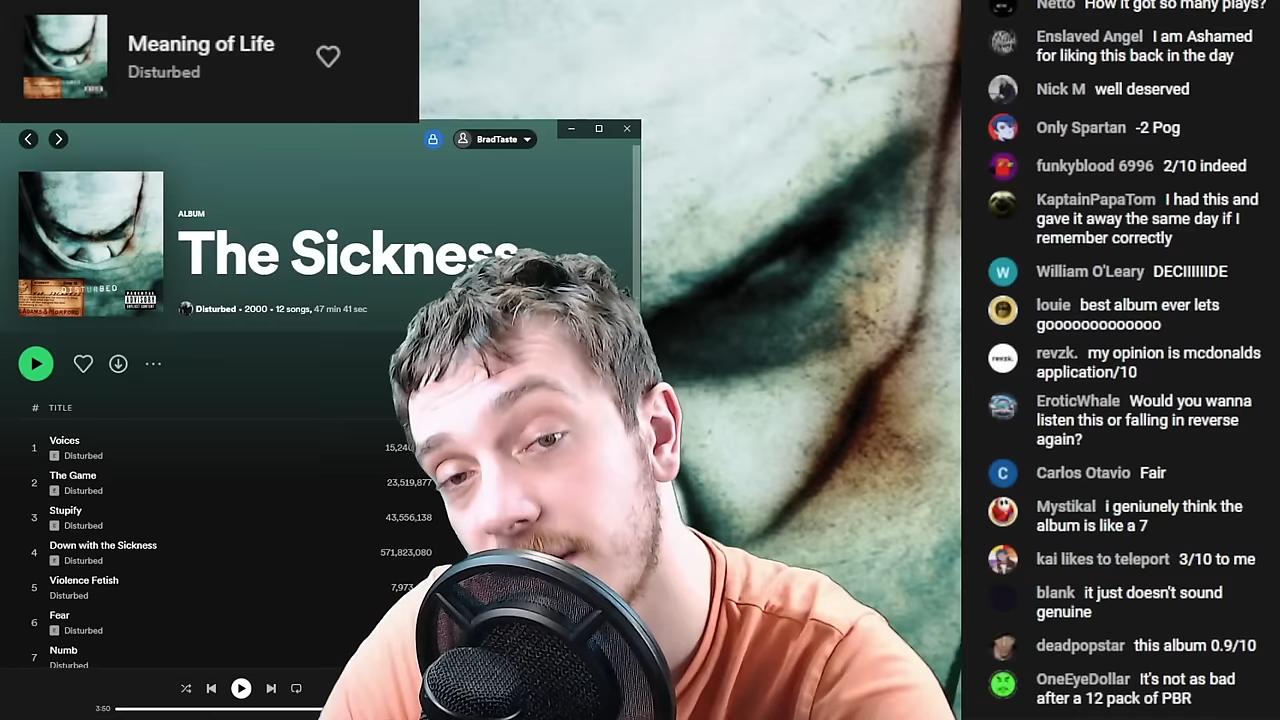 Meaning of Life
Disturbed
BradTaste
ALBUM
The Sickness
Disturbed • 2000 • 12 songs, 47 min 41 sec
DISTURBED
PARENTAL
ADVISORY
EXPLICIT CONTENT
# TITLE
1 Voices
E Disturbed
2 The Game 23,519,877
E Disturbed
3 Stupify 43,556,138
E Disturbed
4 Down with the Sickness 571,823,080
E Disturbed
5 Violence Fetish 7,973
Disturbed
6 Fear
E Disturbed
7 Numb
Disturbed
3:50
Netto How it got so many plays?
Enslaved Angel I am Ashamed
for liking this back in the day
Nick M well deserved
Only Spartan -2 Pog
funkyblood 6996 2/10 indeed
KaptainPapaTom I had this and
gave it away the same day if I
remember correctly
W William O'Leary DECIIIIIIDE
louie best album ever lets
gooooooooooooo
revzk. my opinion is mcdonalds
application/10
EroticWhale Would you wanna
listen this or falling in reverse
again?
C Carlos Otavio Fair
Mystikal i geniunely think the
album is like a 7
kai likes to teleport 3/10 to me
blank it just doesn't sound
genuine
deadpopstar this album 0.9/10
OneEyeDollar It's not as bad
after a 12 pack of PBR